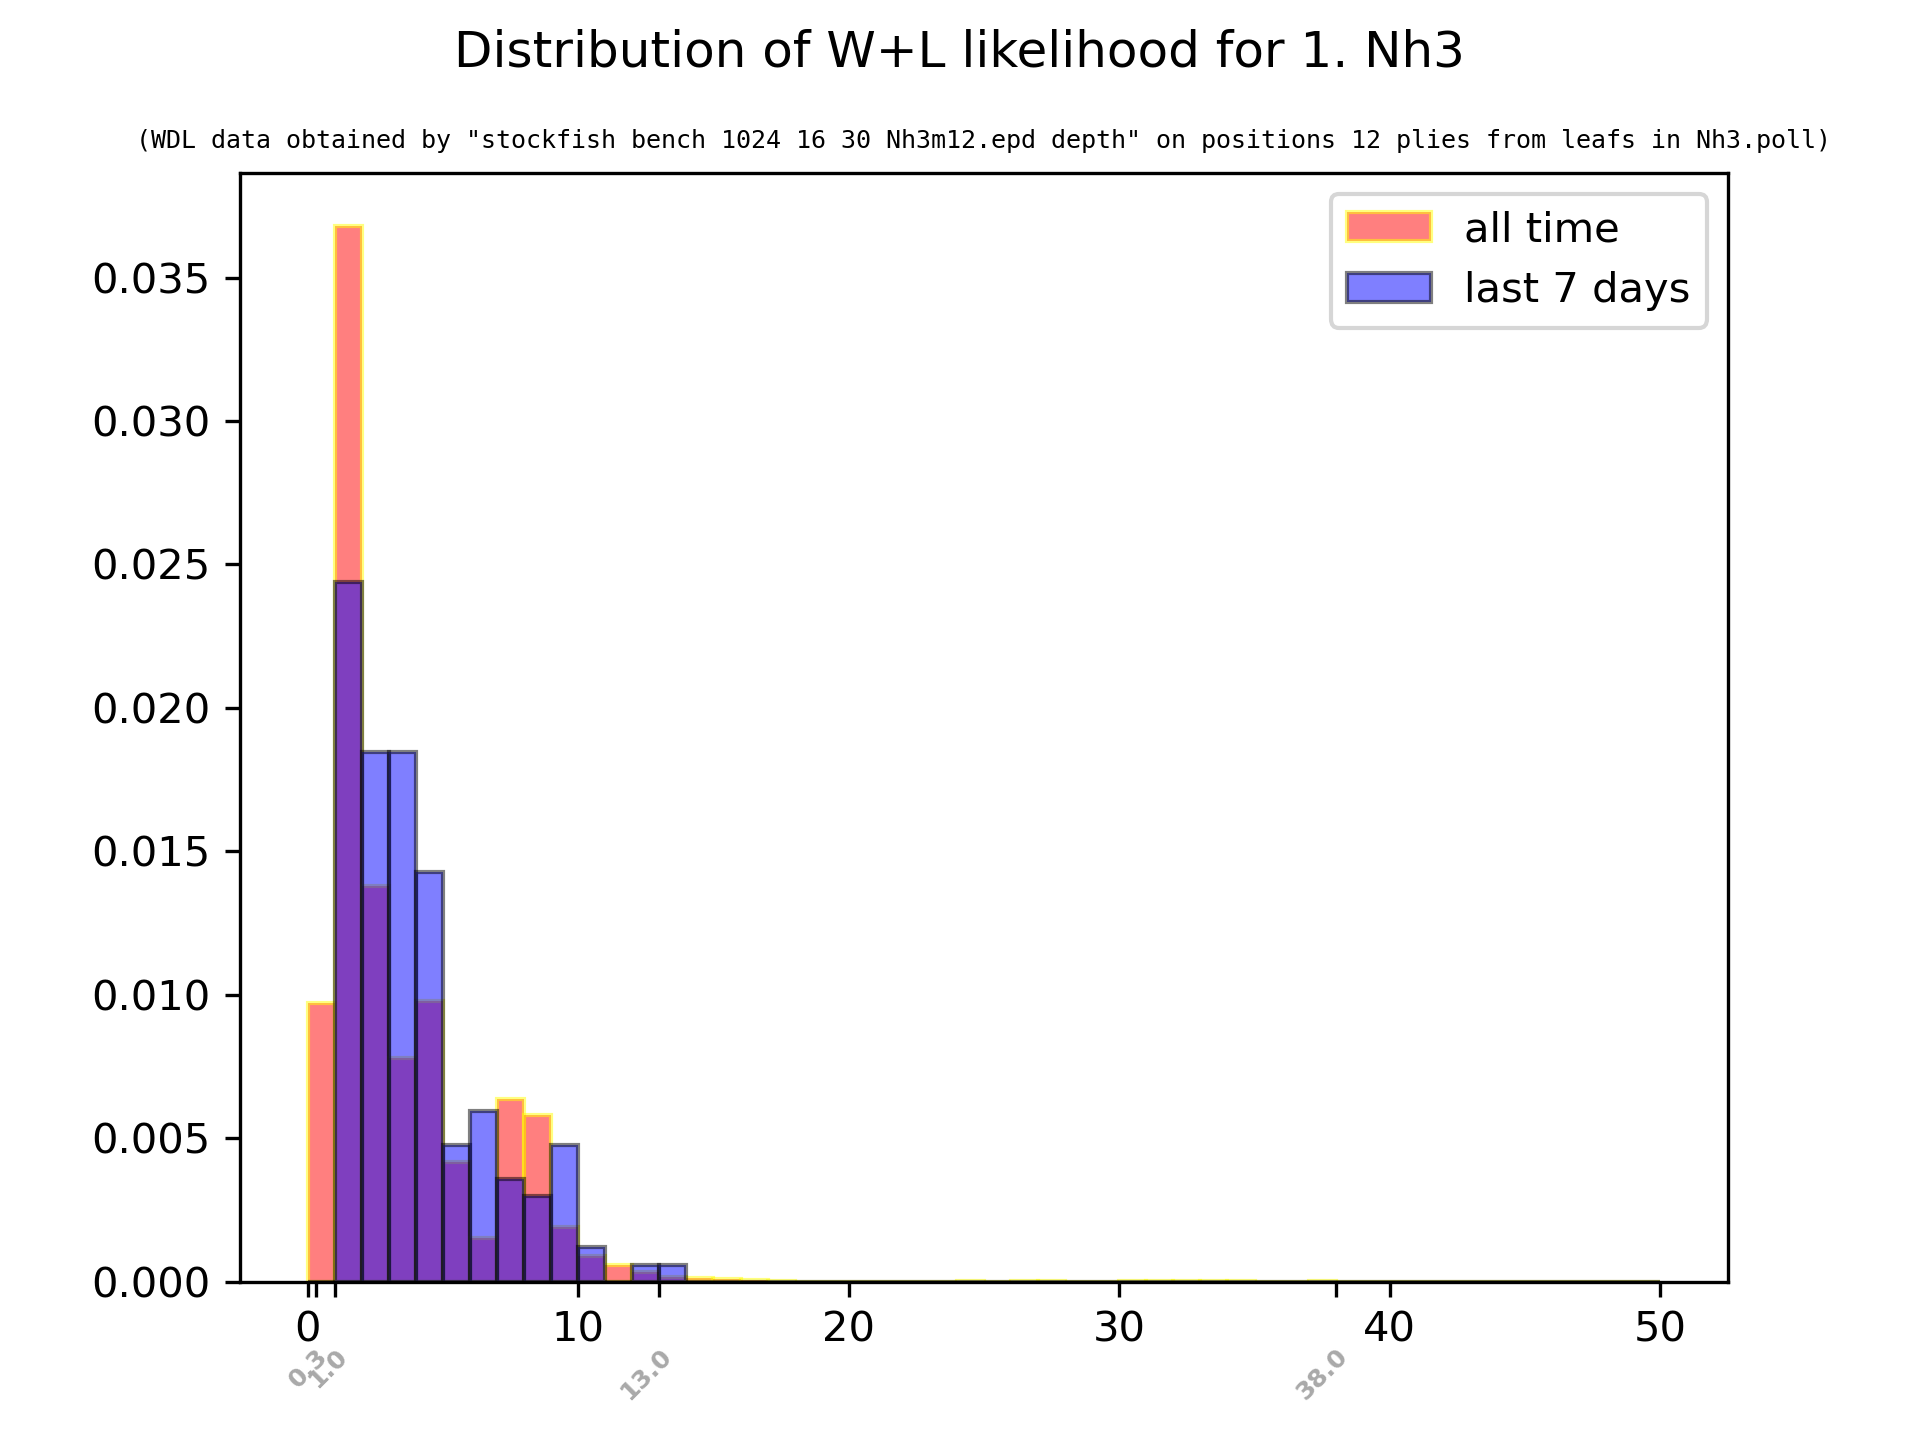 Distribution of W+L likelihood for 1. Nh3
(WDL data obtained by "stockfish bench 1024 16 30 Nh3m12.epd depth" on positions 12 plies from leafs in Nh3.poll)
all time
last 7 days
0.035
0.030
0.025
0.020
0.015
0.010
0.005
0.000
0 10 20 30 40 50
0.3 1.0 13.0 38.0